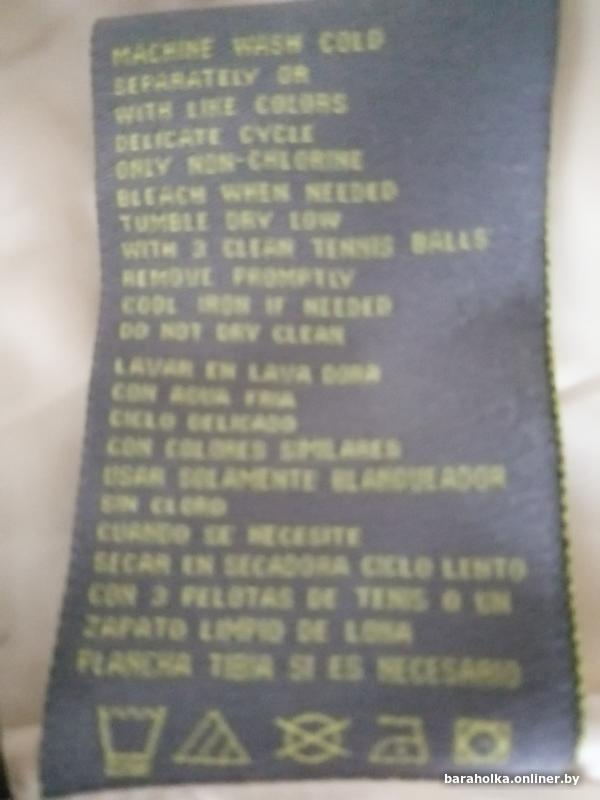 MACHINE WASH COLD
SEPARATELY OR
WITH LIKE COLORS
DELICATE CYCLE
ONLY NON-CHLORINE
BLEACH WHEN NEEDED
TUMBLE DRY LOW
WITH 3 CLEAN TENNIS BALLS
REMOVE PROMPTLY
COOL IRON IF NEEDED
DO NOT DRY CLEAN
LAVAR EN LAVA DORA
CON AGUA FRIA
CICLO DELICADO
CON COLORES SIMILARES
USAR SOLAMENTE BLANQUEADOR
SIN CLORO
CUANDO SE NECESITE
SECAR EN SECADORA CICLO LENTO
CON 3 PELOTAS DE TENIS O UN
ZAPATO LIMPIO DE LONA
PLANCHA TIBIA SI ES NECESARIO
baraholka.onliner.by